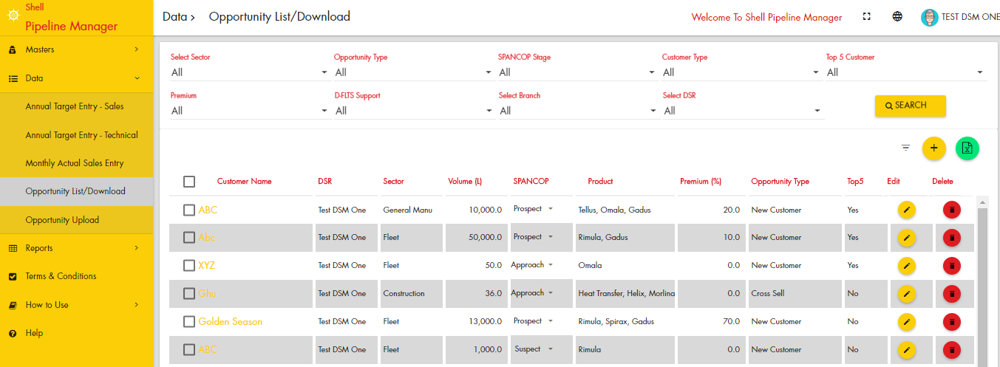 Shell
Pipeline Manager
Data > Opportunity List/Download
Welcome To Shell Pipeline Manager
TEST DSM ONE
Masters
Data
Annual Target Entry - Sales
Annual Target Entry - Technical
Monthly Actual Sales Entry
Opportunity List/Download
Opportunity Upload
Reports
Terms & Conditions
How to Use
Help
Select Sector Opportunity Type SPANCOP Stage Customer Type Top 5 Customer
All All All All All
Premium D-FLTS Support Select Branch Select DSR
All All All All
SEARCH
Customer Name DSR Sector Volume (L) SPANCOP Product Premium (%) Opportunity Type Top5 Edit Delete
ABC Test DSM One General Manu 10,000.0 Prospect Tellus, Omala, Gadus 20.0 New Customer Yes
Abc Test DSM One Fleet 50,000.0 Prospect Rimula, Gadus 10.0 New Customer Yes
XYZ Test DSM One Fleet 50.0 Approach Omala 0.0 New Customer Yes
Ghu Test DSM One Construction 36.0 Approach Heat Transfer, Helix, Morlina 0.0 Cross Sell No
Golden Season Test DSM One Fleet 13,000.0 Prospect Rimula, Spirax, Gadus 70.0 New Customer No
ABC Test DSM One Fleet 1,000.0 Suspect Rimula 0.0 New Customer No